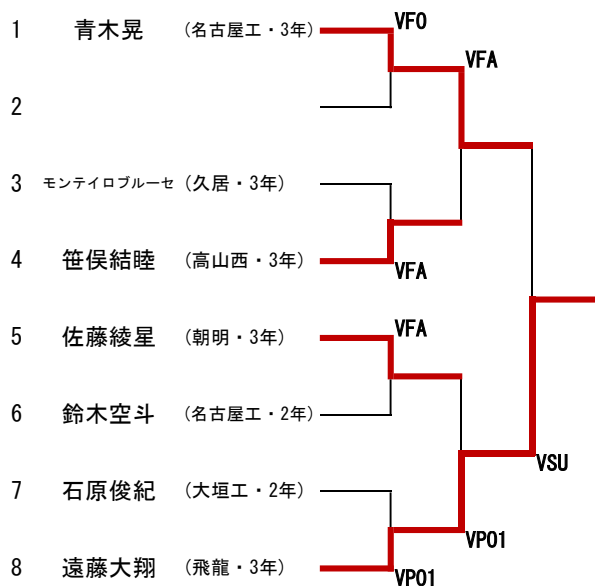 1 青木晃 (名古屋工・3年) VFO
VFA
2
3 モンテイロブルーセ (久居・3年)
4 笹俣結睦 (高山西・3年) VFA
5 佐藤綾星 (朝明・3年) VFA
6 鈴木空斗 (名古屋工・2年)
VSU
7 石原俊紀 (大垣工・2年)
VPO1
8 遠藤大翔 (飛龍・3年) VPO1